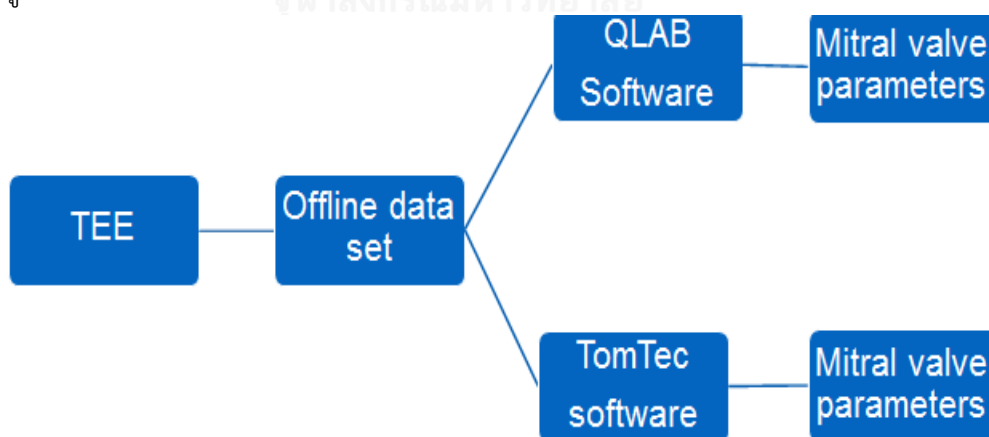 QLAB
Software
Mitral valve
parameters
TEE
Offline data
set
TomTec
software
Mitral valve
parameters